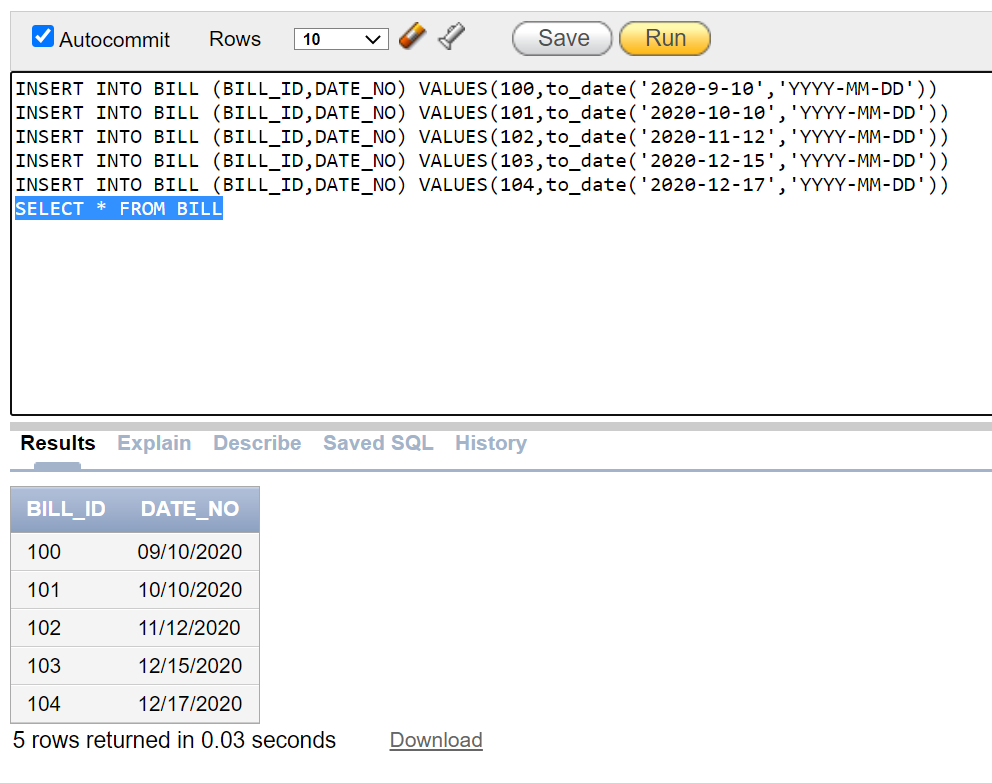 Autocommit Rows 10 Save Run
INSERT INTO BILL (BILL_ID,DATE_NO) VALUES(100,to_date('2020-9-10','YYYY-MM-DD'))
INSERT INTO BILL (BILL_ID,DATE_NO) VALUES(101,to_date('2020-10-10','YYYY-MM-DD'))
INSERT INTO BILL (BILL_ID,DATE_NO) VALUES(102,to_date('2020-11-12','YYYY-MM-DD'))
INSERT INTO BILL (BILL_ID,DATE_NO) VALUES(103,to_date('2020-12-15','YYYY-MM-DD'))
INSERT INTO BILL (BILL_ID,DATE_NO) VALUES(104,to_date('2020-12-17','YYYY-MM-DD'))
SELECT * FROM BILL
Results Explain Describe Saved SQL History
BILL_ID DATE_NO
100 09/10/2020
101 10/10/2020
102 11/12/2020
103 12/15/2020
104 12/17/2020
5 rows returned in 0.03 seconds Download